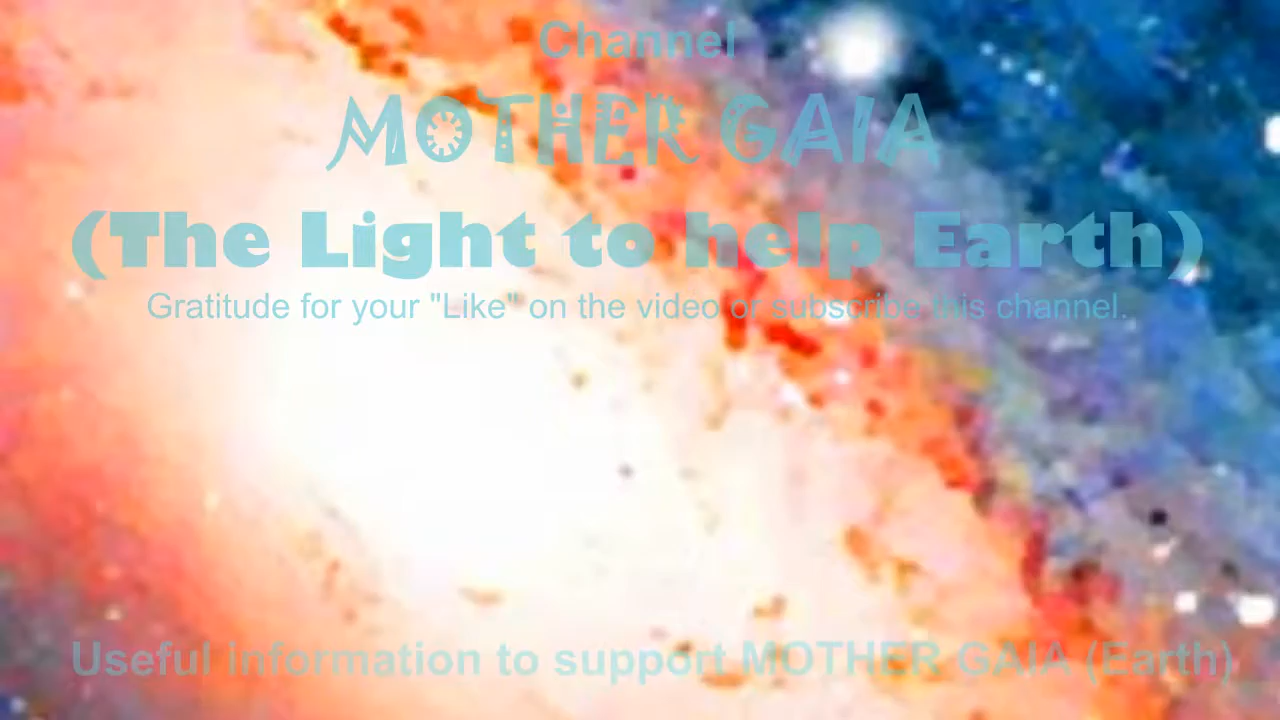 Channel
MOTHER GAIA
(The Light to help Earth)
Gratitude for your "Like" on the video or subscribe this channel.
Useful information to support MOTHER GAIA (Earth)